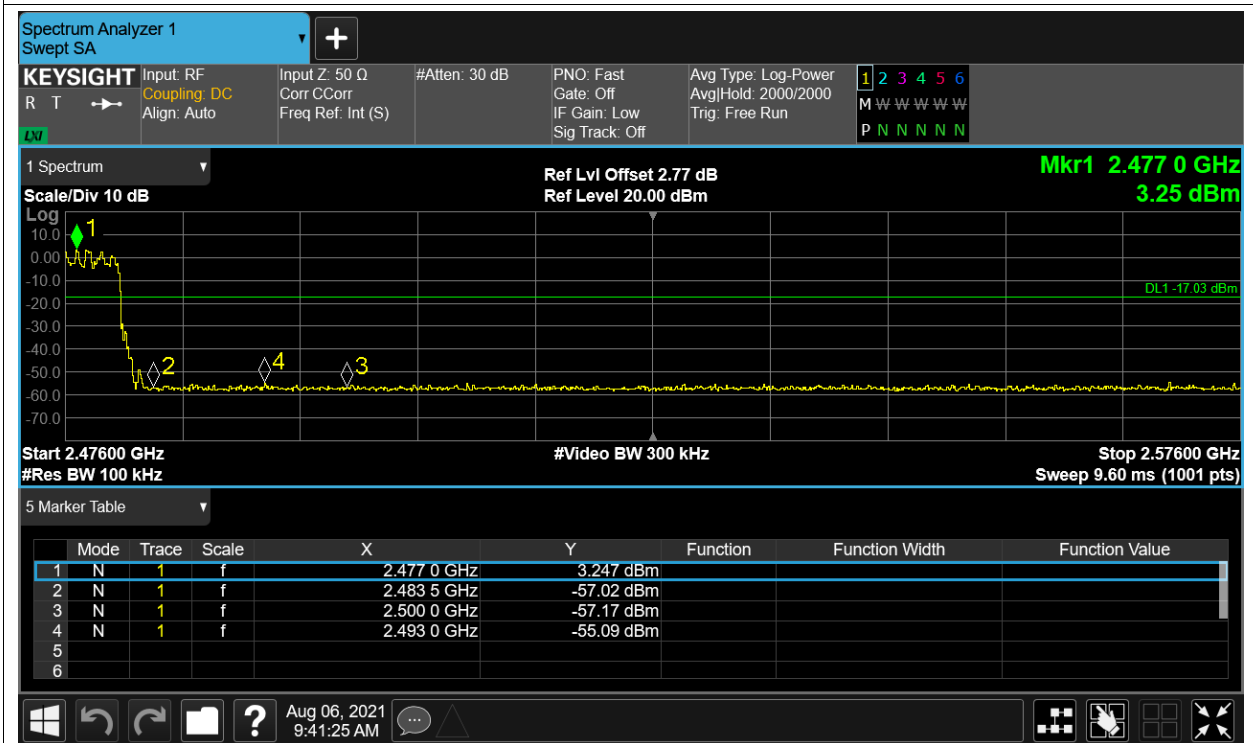 Spectrum Analyzer 1
Swept SA
KEYSIGHT Input: RF Input Z: 50 Ω #Atten: 30 dB PNO: Fast Avg Type: Log-Power 1 2 3 4 5 6
R T Coupling: DC Corr CCorr Gate: Off Avg|Hold: 2000/2000 M W W W W W
Align: Auto Freq Ref: Int (S) IF Gain: Low Trig: Free Run
LXI Sig Track: Off P N N N N N
1 Spectrum Ref Lvl Offset 2.77 dB Mkr1 2.477 0 GHz
Scale/Div 10 dB Ref Level 20.00 dBm 3.25 dBm
Log
1
10.0
0.00
-10.0
DL1 -17.03 dBm
-20.0
-30.0
-40.0
2 4 3
-50.0
-60.0
-70.0
Start 2.47600 GHz #Video BW 300 kHz Stop 2.57600 GHz
#Res BW 100 kHz Sweep 9.60 ms (1001 pts)
5 Marker Table
Mode Trace Scale X Y Function Function Width Function Value
1 N 1 f 2.477 0 GHz 3.247 dBm
2 N 1 f 2.483 5 GHz -57.02 dBm
3 N 1 f 2.500 0 GHz -57.17 dBm
4 N 1 f 2.493 0 GHz -55.09 dBm
5
6
? Aug 06, 2021
9:41:25 AM